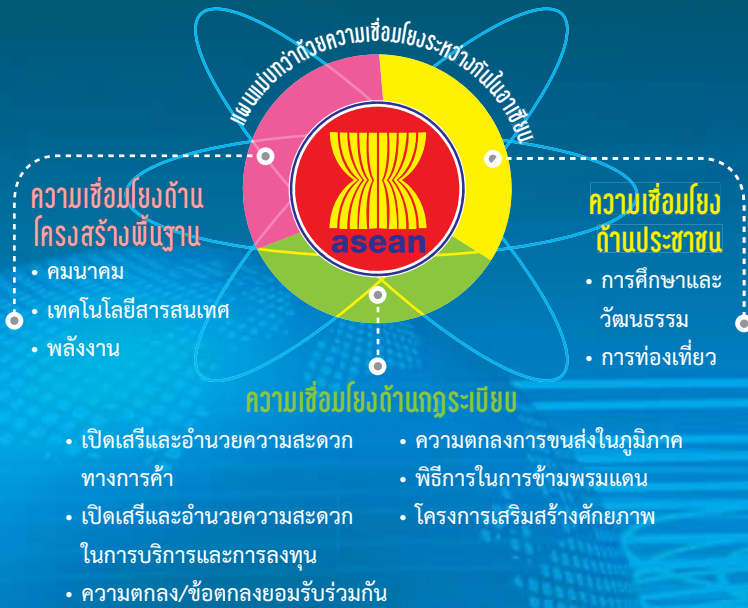 แผนแม่บทว่าด้วยความเชื่อมโยงระหว่างกันในอาเซียน
asean
ความเชื่อมโยงด้าน
โครงสร้างพื้นฐาน
• คมนาคม
• เทคโนโลยีสารสนเทศ
• พลังงาน
ความเชื่อมโยง
ด้านประชาชน
• การศึกษาและ
วัฒนธรรม
• การท่องเที่ยว
ความเชื่อมโยงด้านกฎระเบียบ
• เปิดเสรีและอำนวยความสะดวก
ทางการค้า
• เปิดเสรีและอำนวยความสะดวก
ในการบริการและการลงทุน
• ความตกลง/ข้อตกลงยอมรับร่วมกัน
• ความตกลงการขนส่งในภูมิภาค
• พิธีการในการข้ามพรมแดน
• โครงการเสริมสร้างศักยภาพ